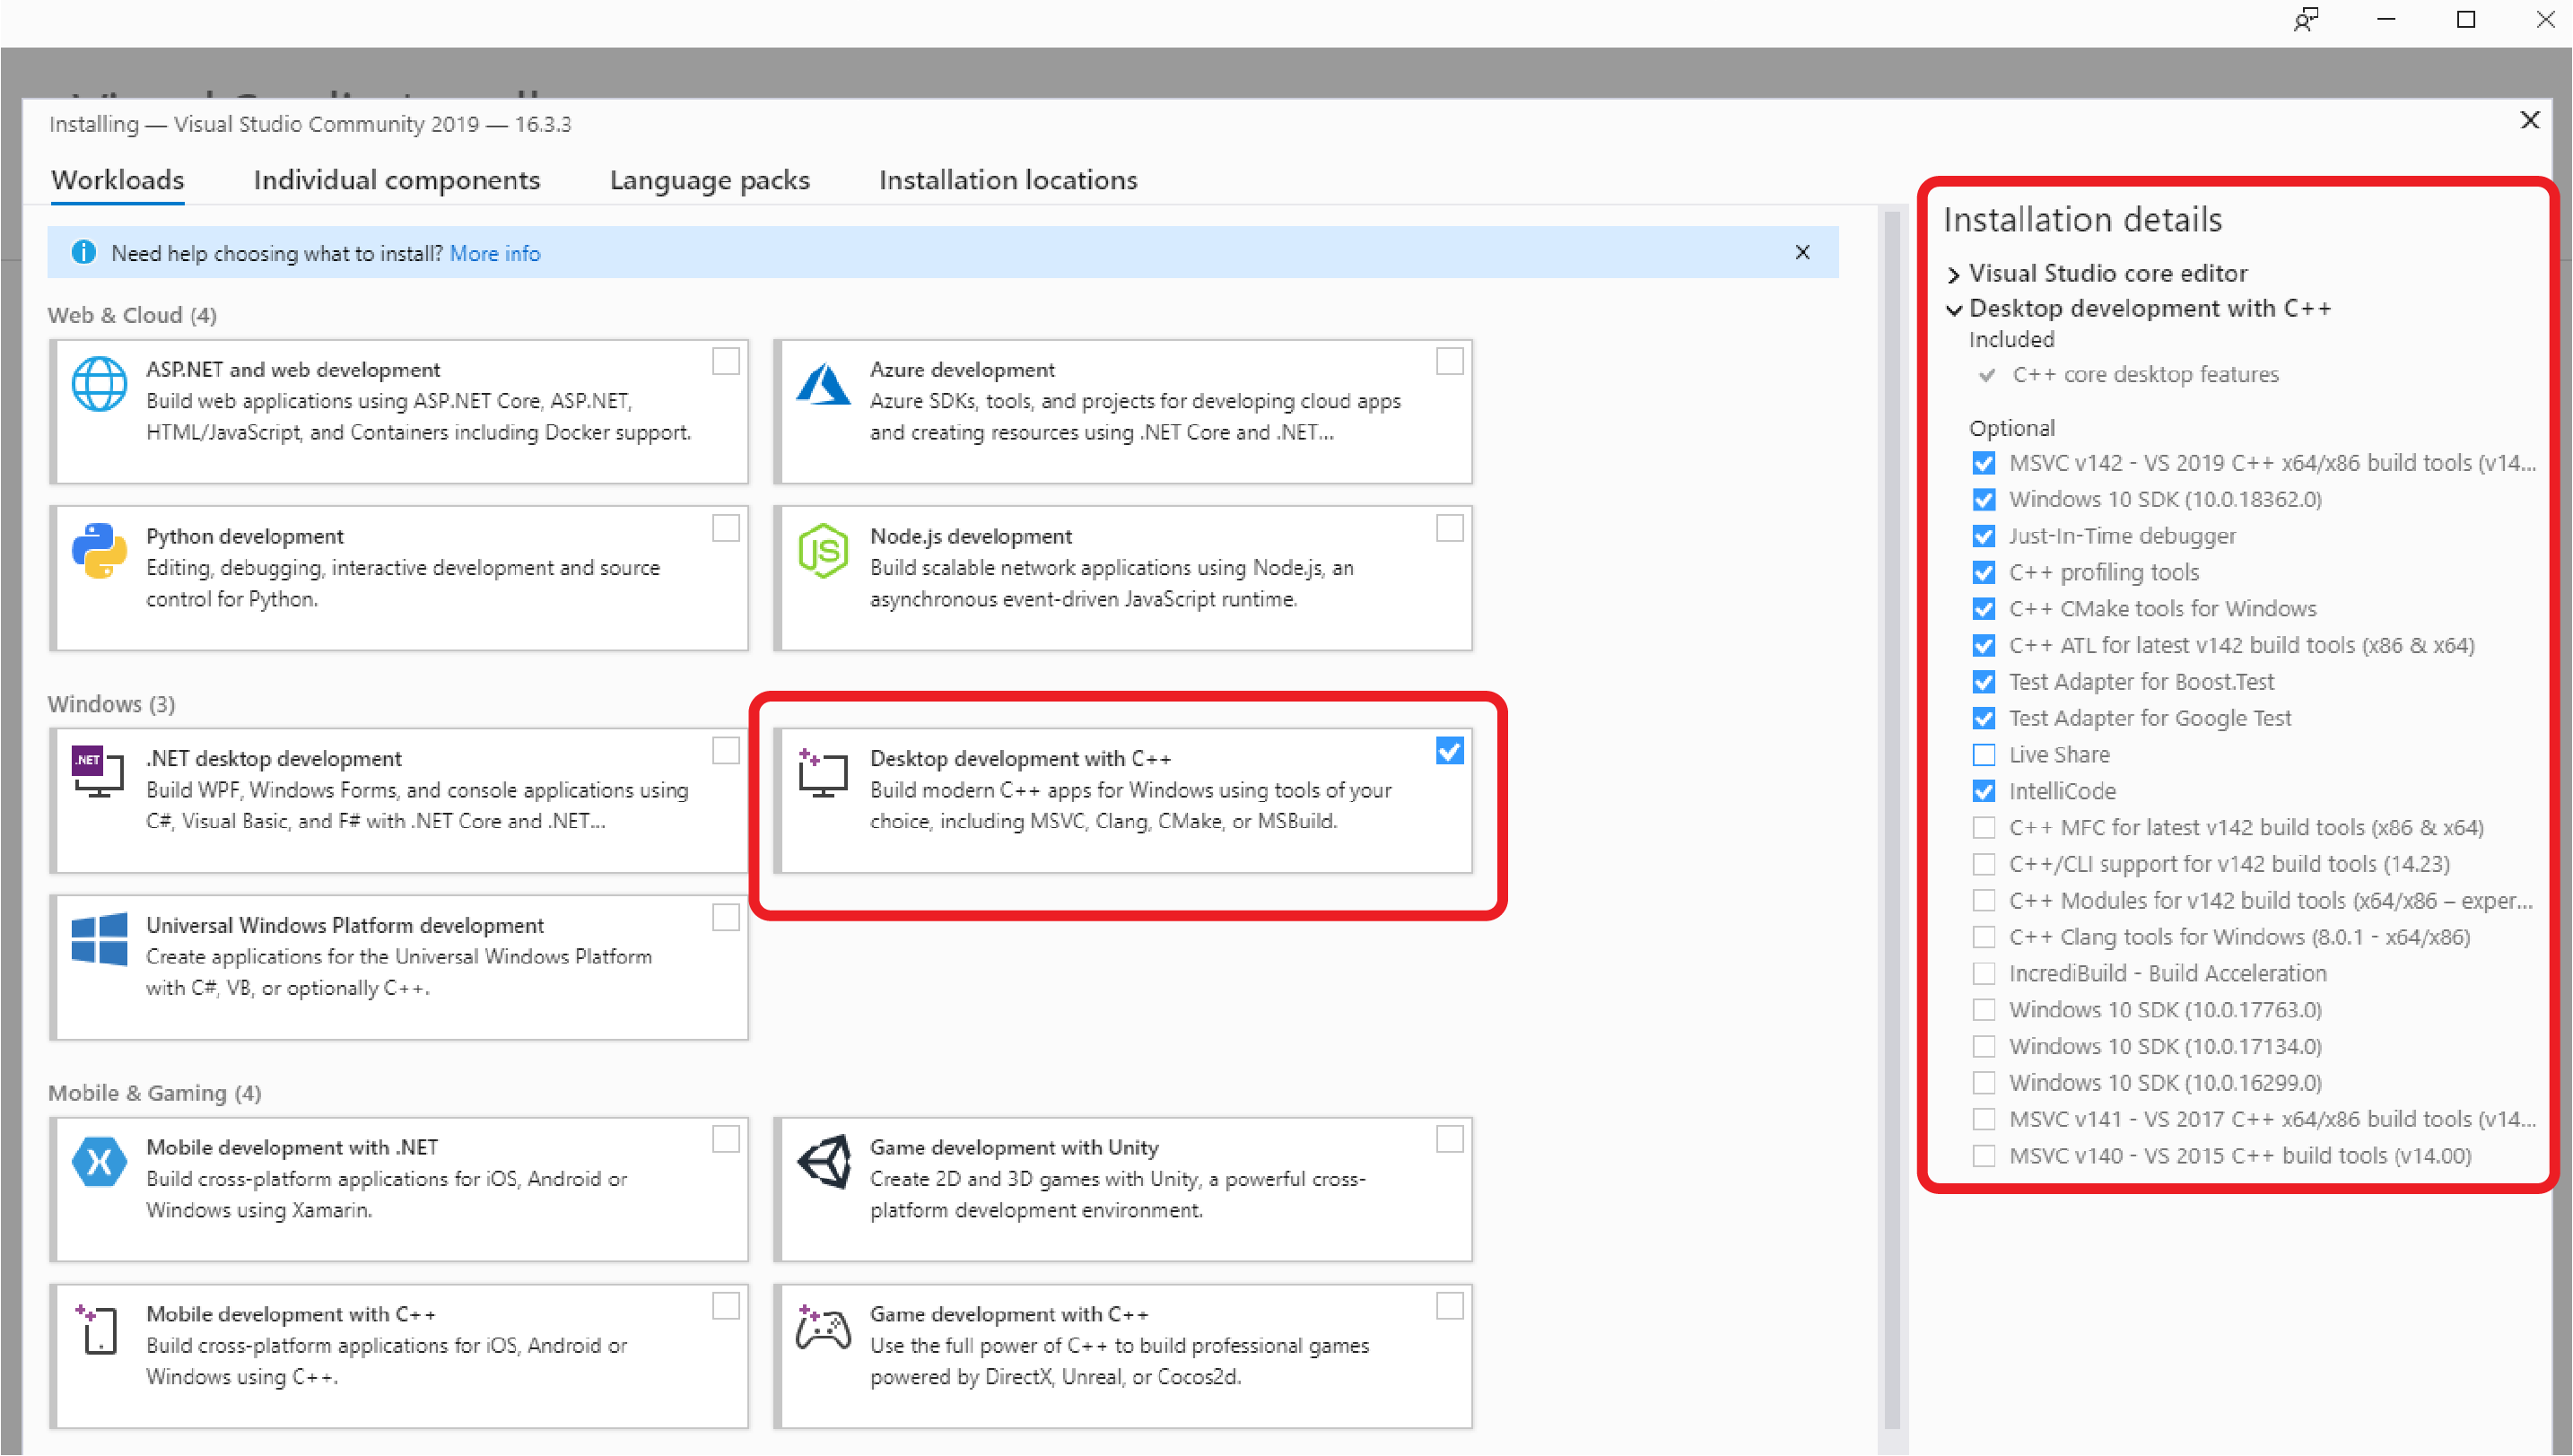 Installing — Visual Studio Community 2019 — 16.3.3
Workloads
Individual components
Language packs
Installation locations
Need help choosing what to install? More info
Web & Cloud (4)
ASP.NET and web development
Build web applications using ASP.NET Core, ASP.NET,
HTML/JavaScript, and Containers including Docker support.
Azure development
Azure SDKs, tools, and projects for developing cloud apps
and creating resources using .NET Core and .NET...
Python development
Editing, debugging, interactive development and source
control for Python.
JS
Node.js development
Build scalable network applications using Node.js, an
asynchronous event-driven JavaScript runtime.
Windows (3)
.NET
.NET desktop development
Build WPF, Windows Forms, and console applications using
C#, Visual Basic, and F# with .NET Core and .NET...
Desktop development with C++
Build modern C++ apps for Windows using tools of your
choice, including MSVC, Clang, CMake, or MSBuild.
Universal Windows Platform development
Create applications for the Universal Windows Platform
with C#, VB, or optionally C++.
Mobile & Gaming (4)
Mobile development with .NET
Build cross-platform applications for iOS, Android or
Windows using Xamarin.
Game development with Unity
Create 2D and 3D games with Unity, a powerful cross-
platform development environment.
Mobile development with C++
Build cross-platform applications for iOS, Android or
Windows using C++.
Game development with C++
Use the full power of C++ to build professional games
powered by DirectX, Unreal, or Cocos2d.
Installation details
Visual Studio core editor
Desktop development with C++
Included
C++ core desktop features
Optional
MSVC v142 - VS 2019 C++ x64/x86 build tools (v14...
Windows 10 SDK (10.0.18362.0)
Just-In-Time debugger
C++ profiling tools
C++ CMake tools for Windows
C++ ATL for latest v142 build tools (x86 & x64)
Test Adapter for Boost.Test
Test Adapter for Google Test
Live Share
IntelliCode
C++ MFC for latest v142 build tools (x86 & x64)
C++/CLI support for v142 build tools (14.23)
C++ Modules for v142 build tools (x64/x86 – exper...
C++ Clang tools for Windows (8.0.1 - x64/x86)
IncrediBuild - Build Acceleration
Windows 10 SDK (10.0.17763.0)
Windows 10 SDK (10.0.17134.0)
Windows 10 SDK (10.0.16299.0)
MSVC v141 - VS 2017 C++ x64/x86 build tools (v14...
MSVC v140 - VS 2015 C++ build tools (v14.00)